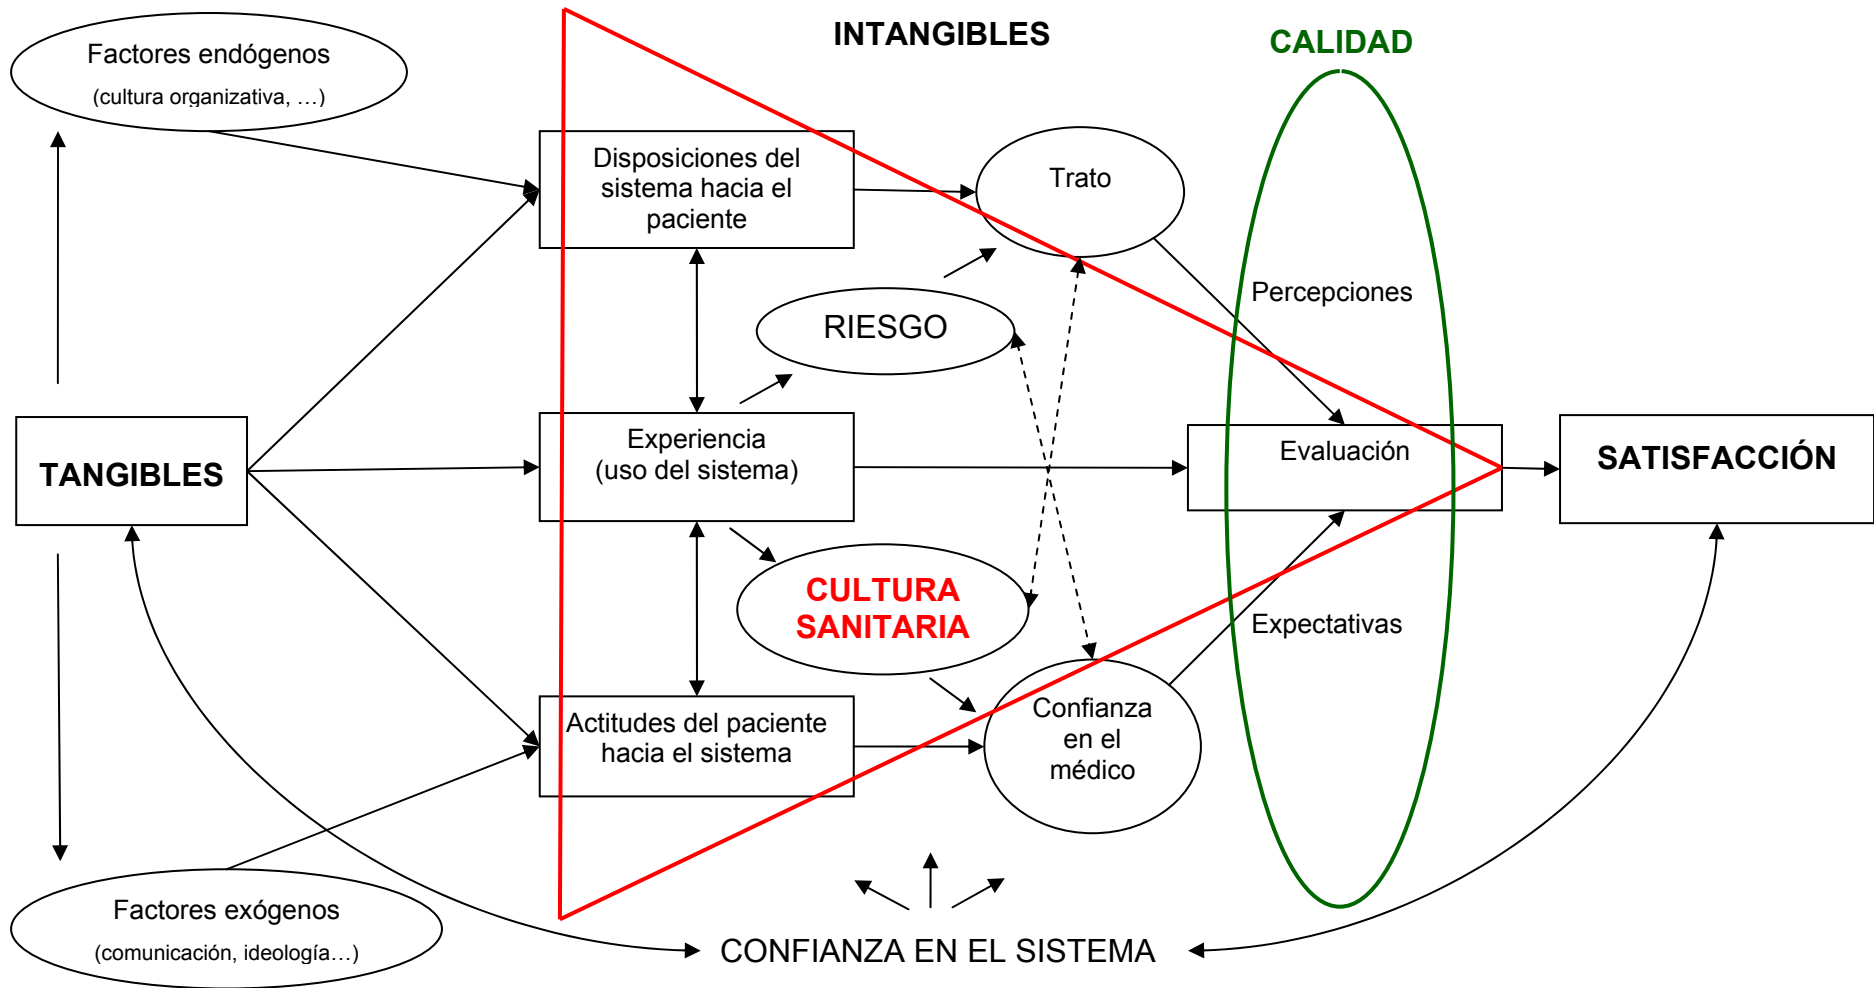 INTANGIBLES
CALIDAD
Factores endógenos
(cultura organizativa, …)
Disposiciones del
sistema hacia el
paciente
Trato
Percepciones
RIESGO
TANGIBLES
Experiencia
(uso del sistema)
Evaluación
SATISFACCIÓN
CULTURA
SANITARIA
Expectativas
Actitudes del paciente
hacia el sistema
Confianza
en el
médico
Factores exógenos
(comunicación, ideología…)
CONFIANZA EN EL SISTEMA